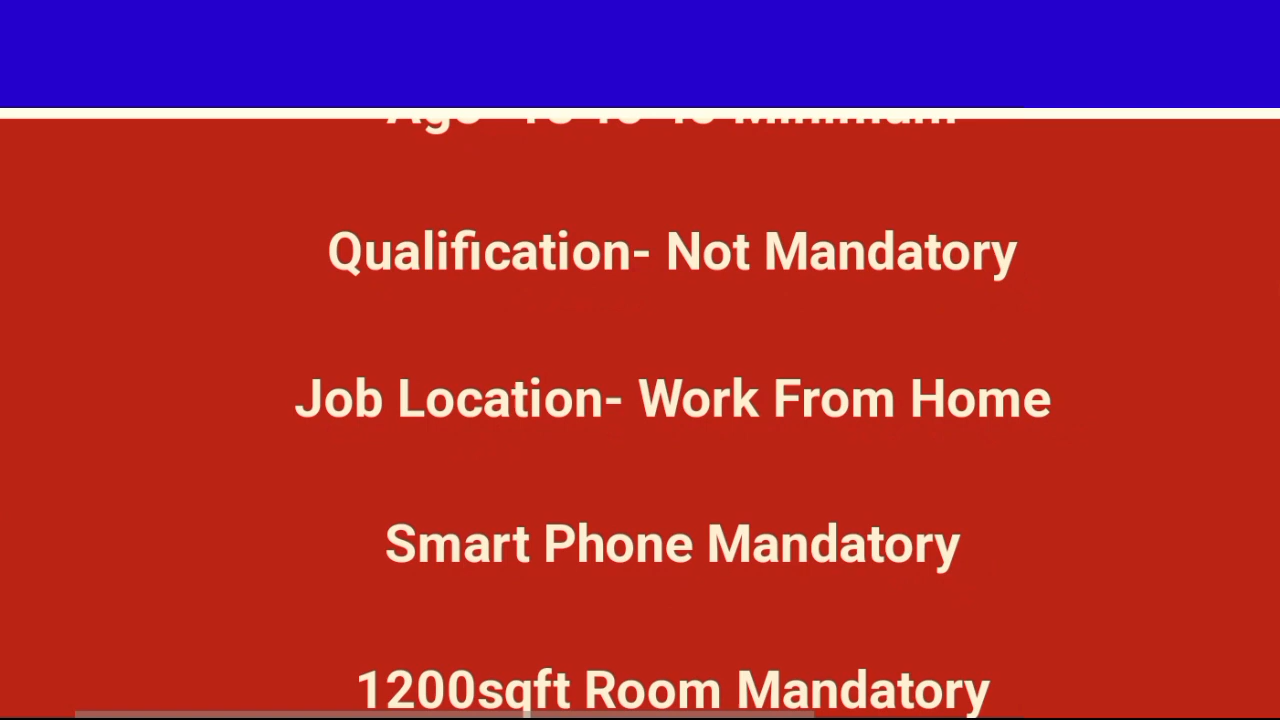 Qualification- Not Mandatory
Job Location- Work From Home
Smart Phone Mandatory
1200sqft Room Mandatory